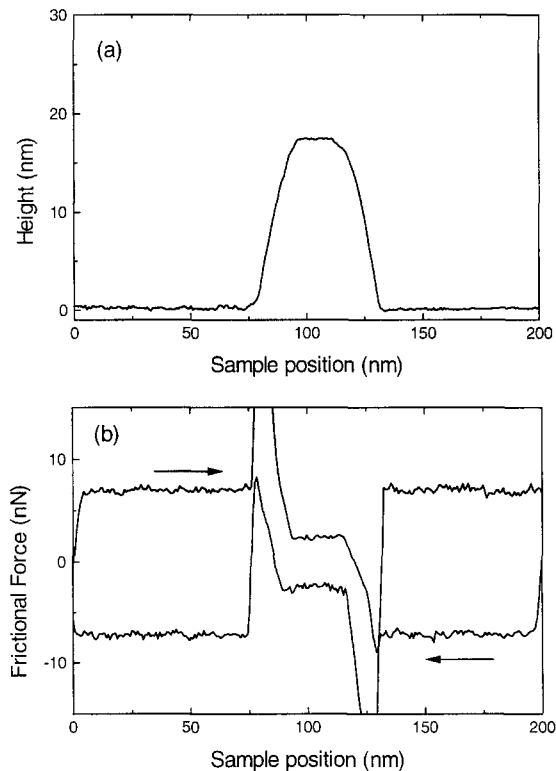 (a)
30
20
10
0
Height (nm)
0 50 100 150 200
Sample position (nm)
(b)
10
0
-10
Frictional Force (nN)
0 50 100 150 200
Sample position (nm)